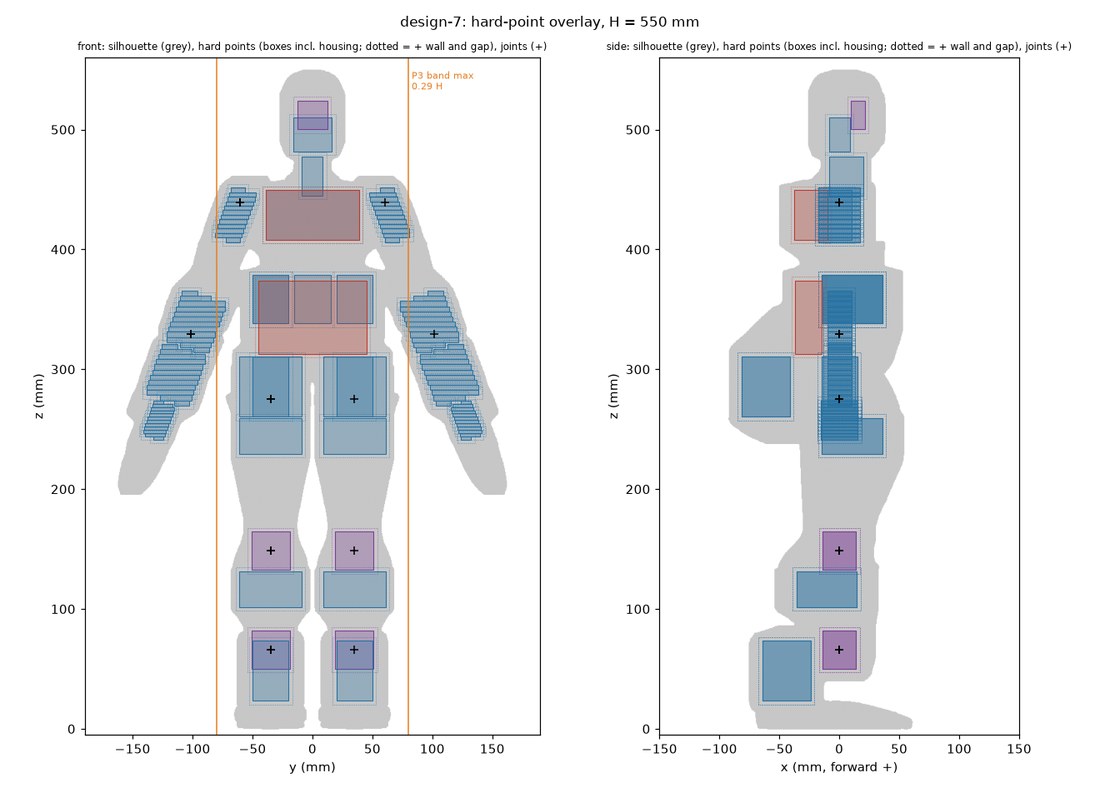 design-7: hard-point overlay, H = 550 mm
front: silhouette (grey), hard points (boxes incl. housing; dotted = + wall and gap), joints (+)
side: silhouette (grey), hard points (boxes incl. housing; dotted = + wall and gap), joints (+)
P3 band max
0.29 H
500
400
300
200
100
0
z (mm)
−150
−100
−50
0
50
100
150
y (mm)
500
400
300
200
100
0
z (mm)
−150
−100
−50
0
50
100
150
x (mm, forward +)